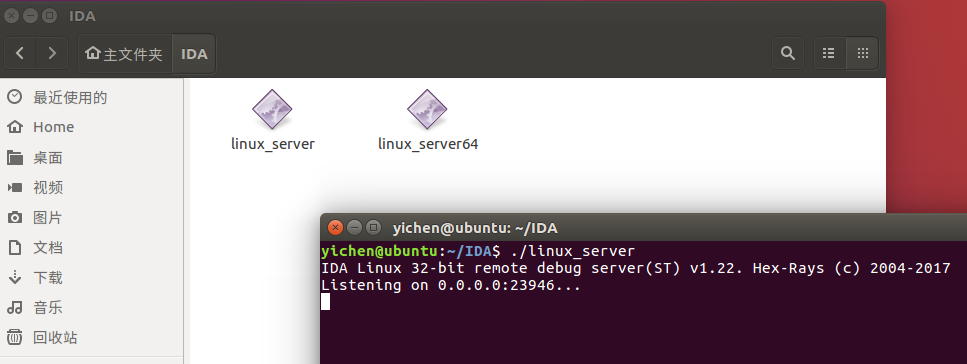 IDA
主文件夹 IDA
最近使用的
Home
桌面
视频
图片
文档
下载
音乐
回收站
linux_server linux_server64
yichen@ubuntu: ~/IDA
yichen@ubuntu:~/IDA$ ./linux_server
IDA Linux 32-bit remote debug server(ST) v1.22. Hex-Rays (c) 2004-2017
Listening on 0.0.0.0:23946...